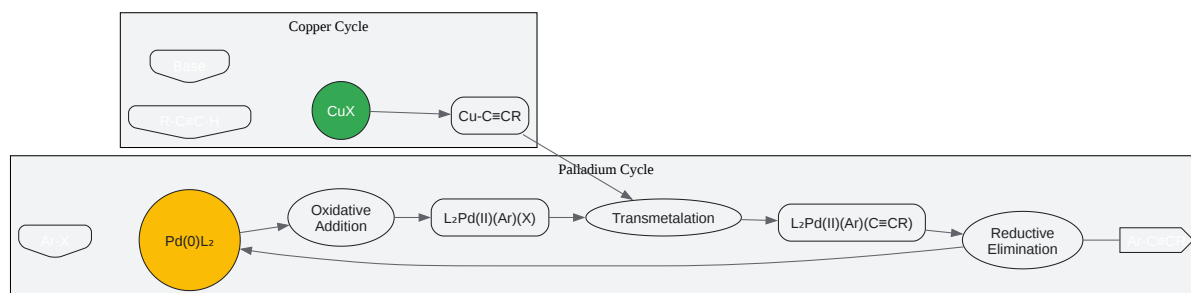 Copper Cycle
Base
R-C≡C-H
CuX
Cu-C≡CR
Palladium Cycle
Ar-X
Pd(0)L₂
Oxidative
Addition
L₂Pd(II)(Ar)(X)
Transmetalation
L₂Pd(II)(Ar)(C≡CR)
Reductive
Elimination
Ar-C≡CR